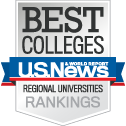 BEST
COLLEGES
U.S.News
& WORLD REPORT
REGIONAL UNIVERSITIES
RANKINGS